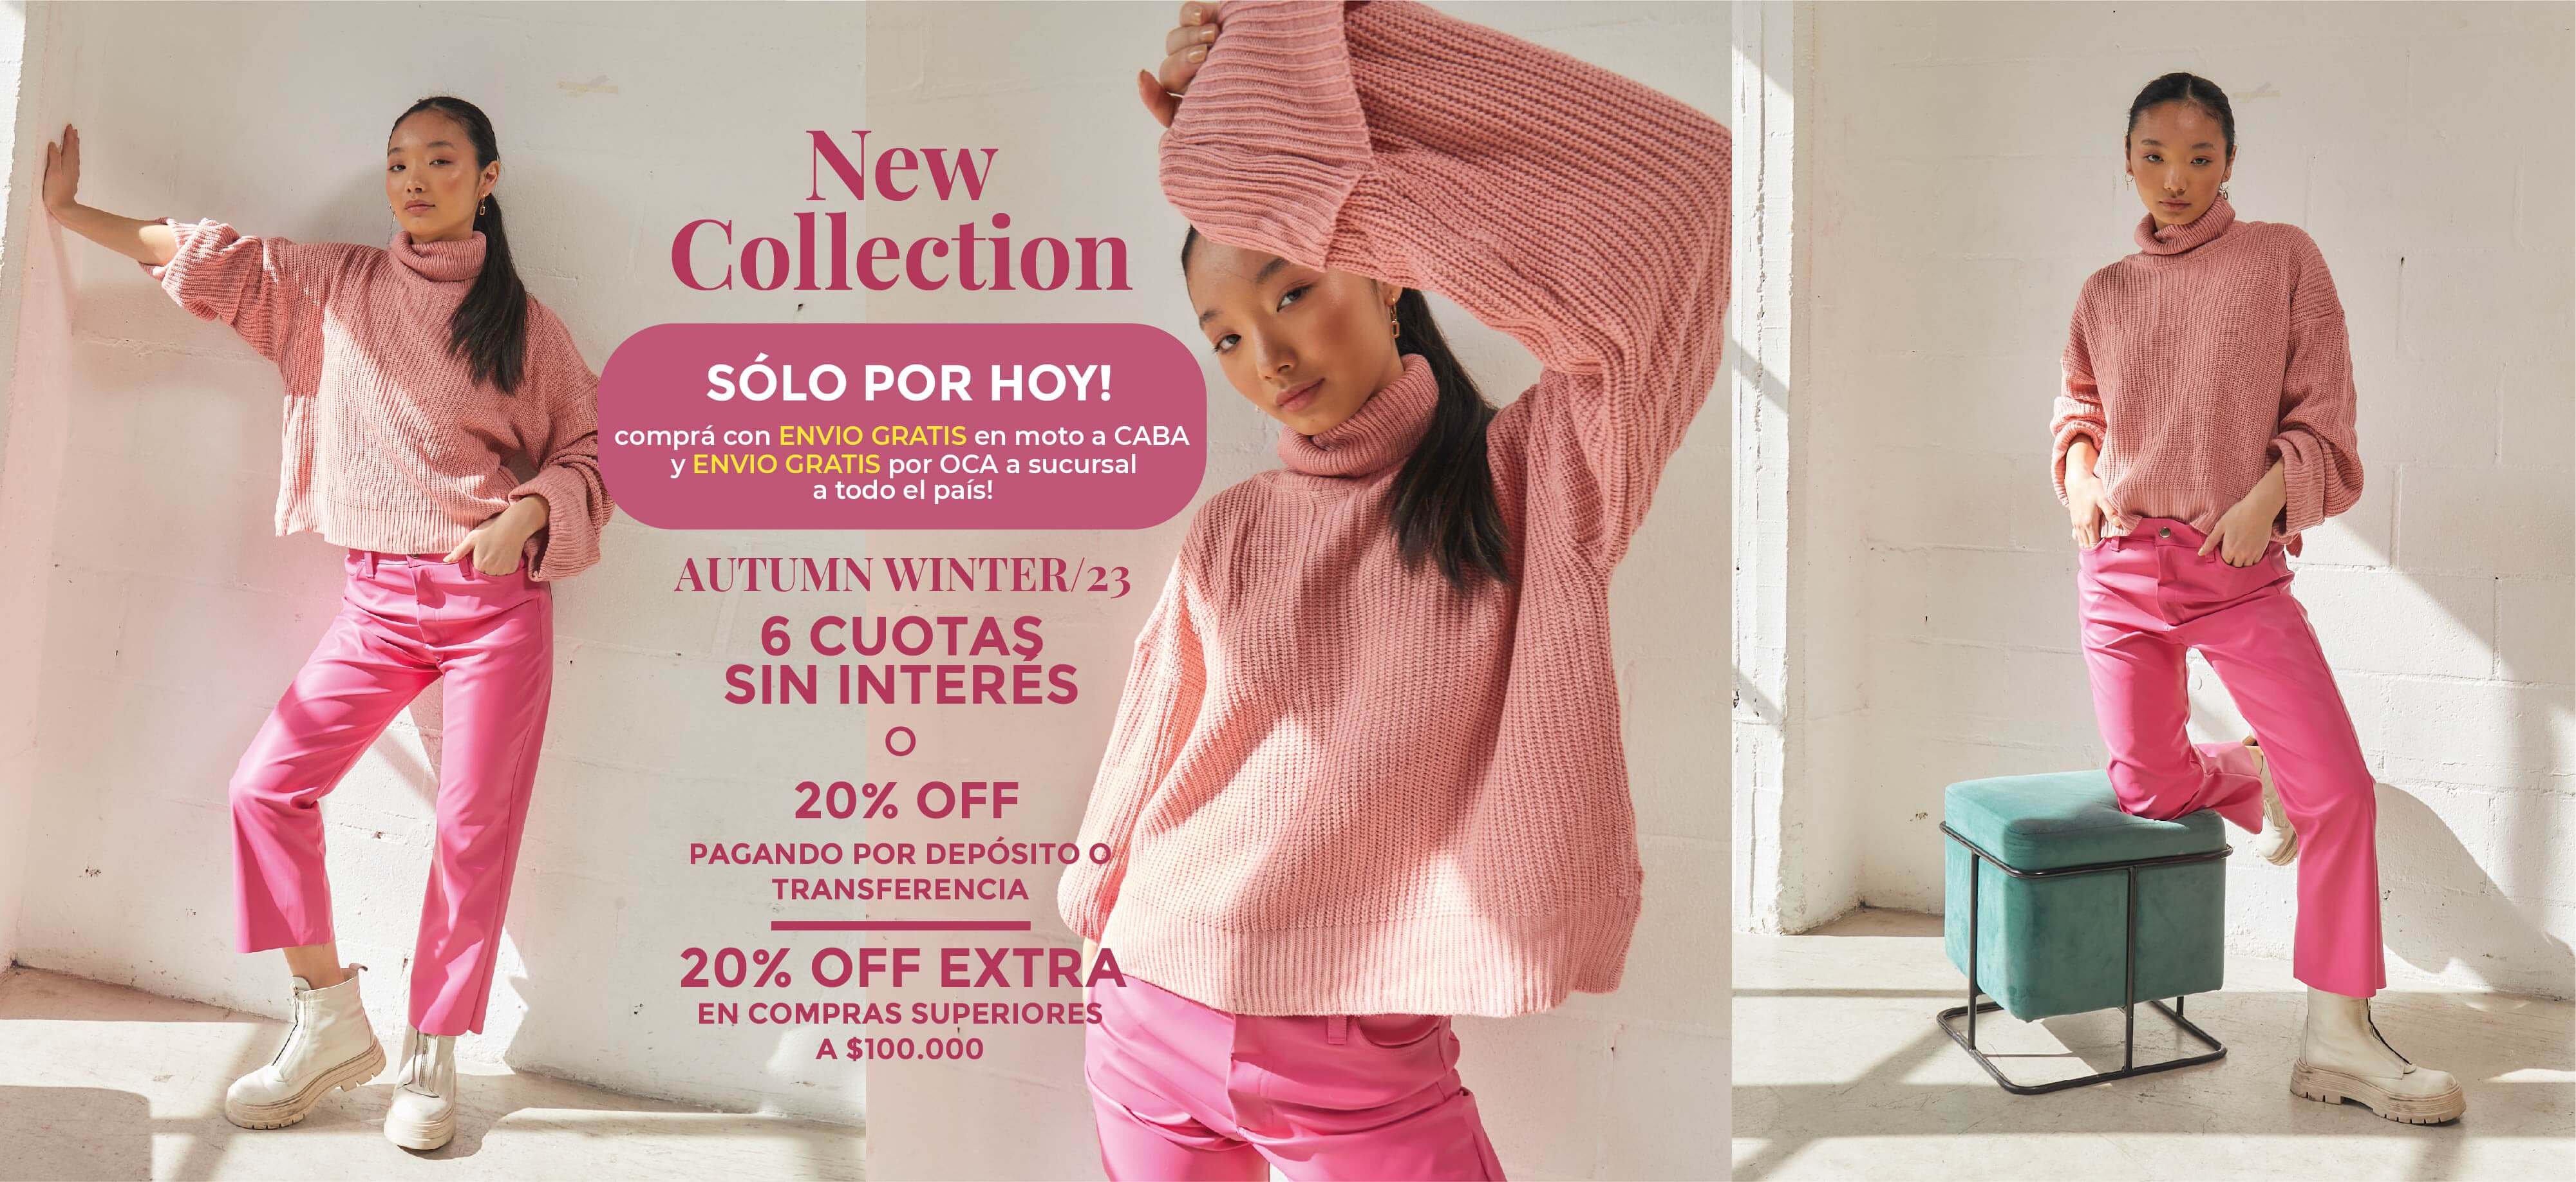 New
Collection
SÓLO POR HOY!
comprá con ENVIO GRATIS en moto a CABA
y ENVIO GRATIS por OCA a sucursal
a todo el país!
AUTUMN WINTER/23
6 CUOTAS
SIN INTERÉS
O
20% OFF
PAGANDO POR DEPÓSITO O
TRANSFERENCIA
20% OFF EXTRA
EN COMPRAS SUPERIORES
A $100.000